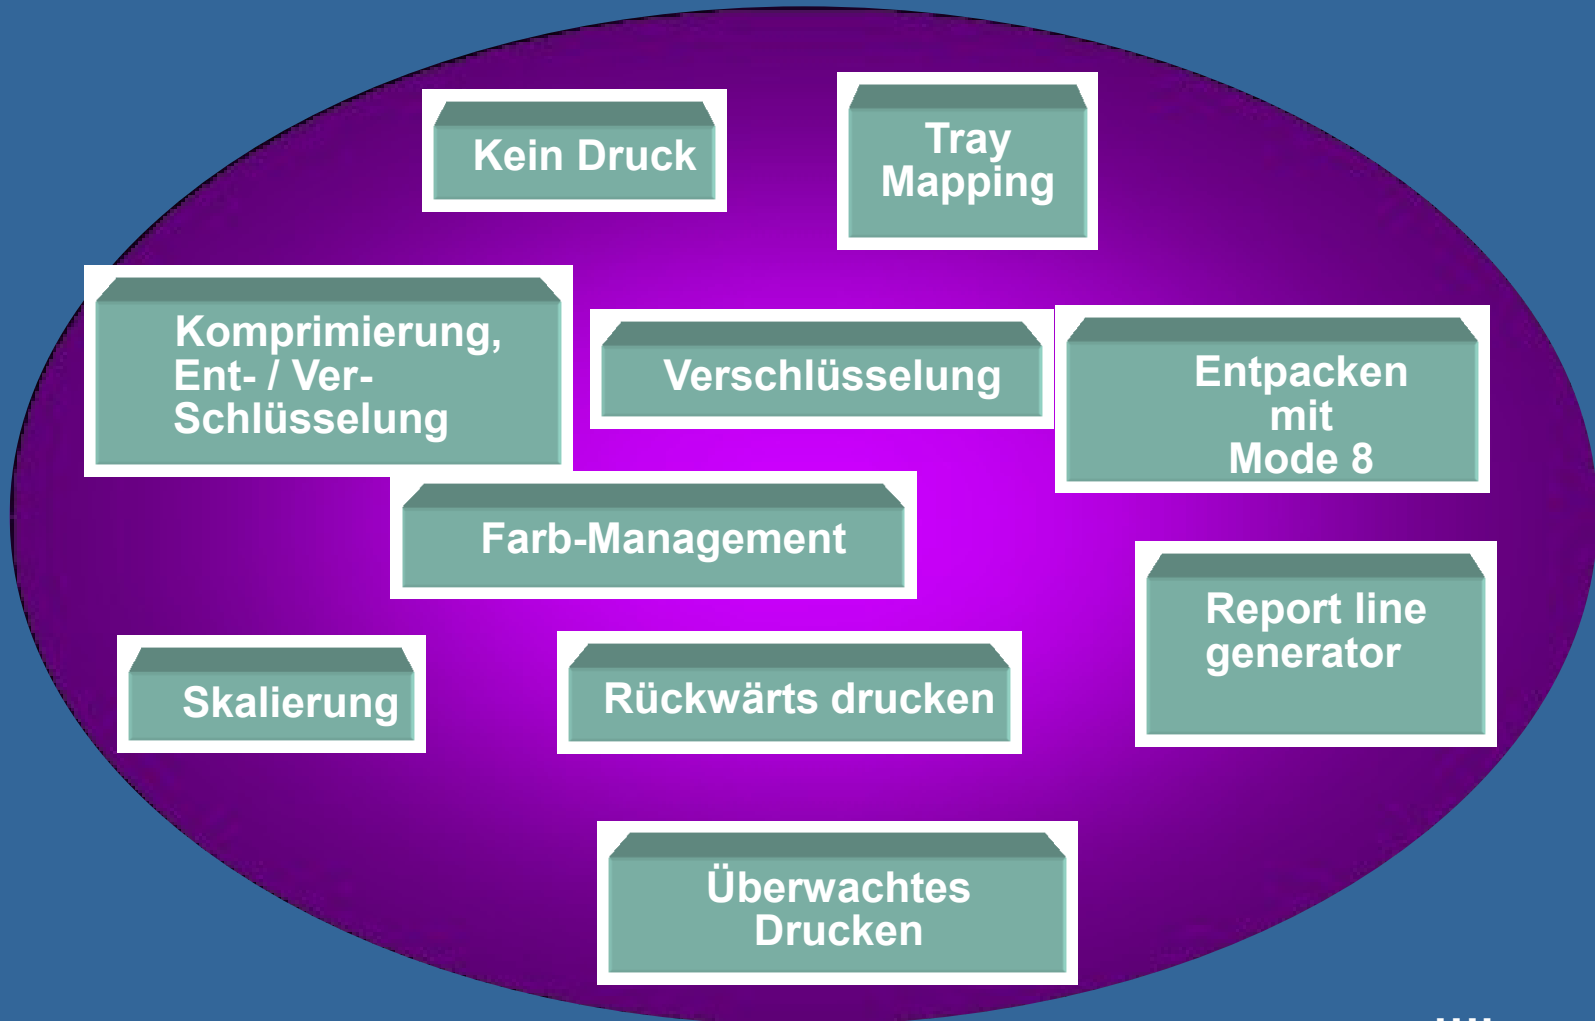 Kein Druck
Tray
Mapping
Komprimierung,
Ent- / Ver-
Schlüsselung
Verschlüsselung
Entpacken
mit
Mode 8
Farb-Management
Report line
generator
Skalierung
Rückwärts drucken
Überwachtes
Drucken